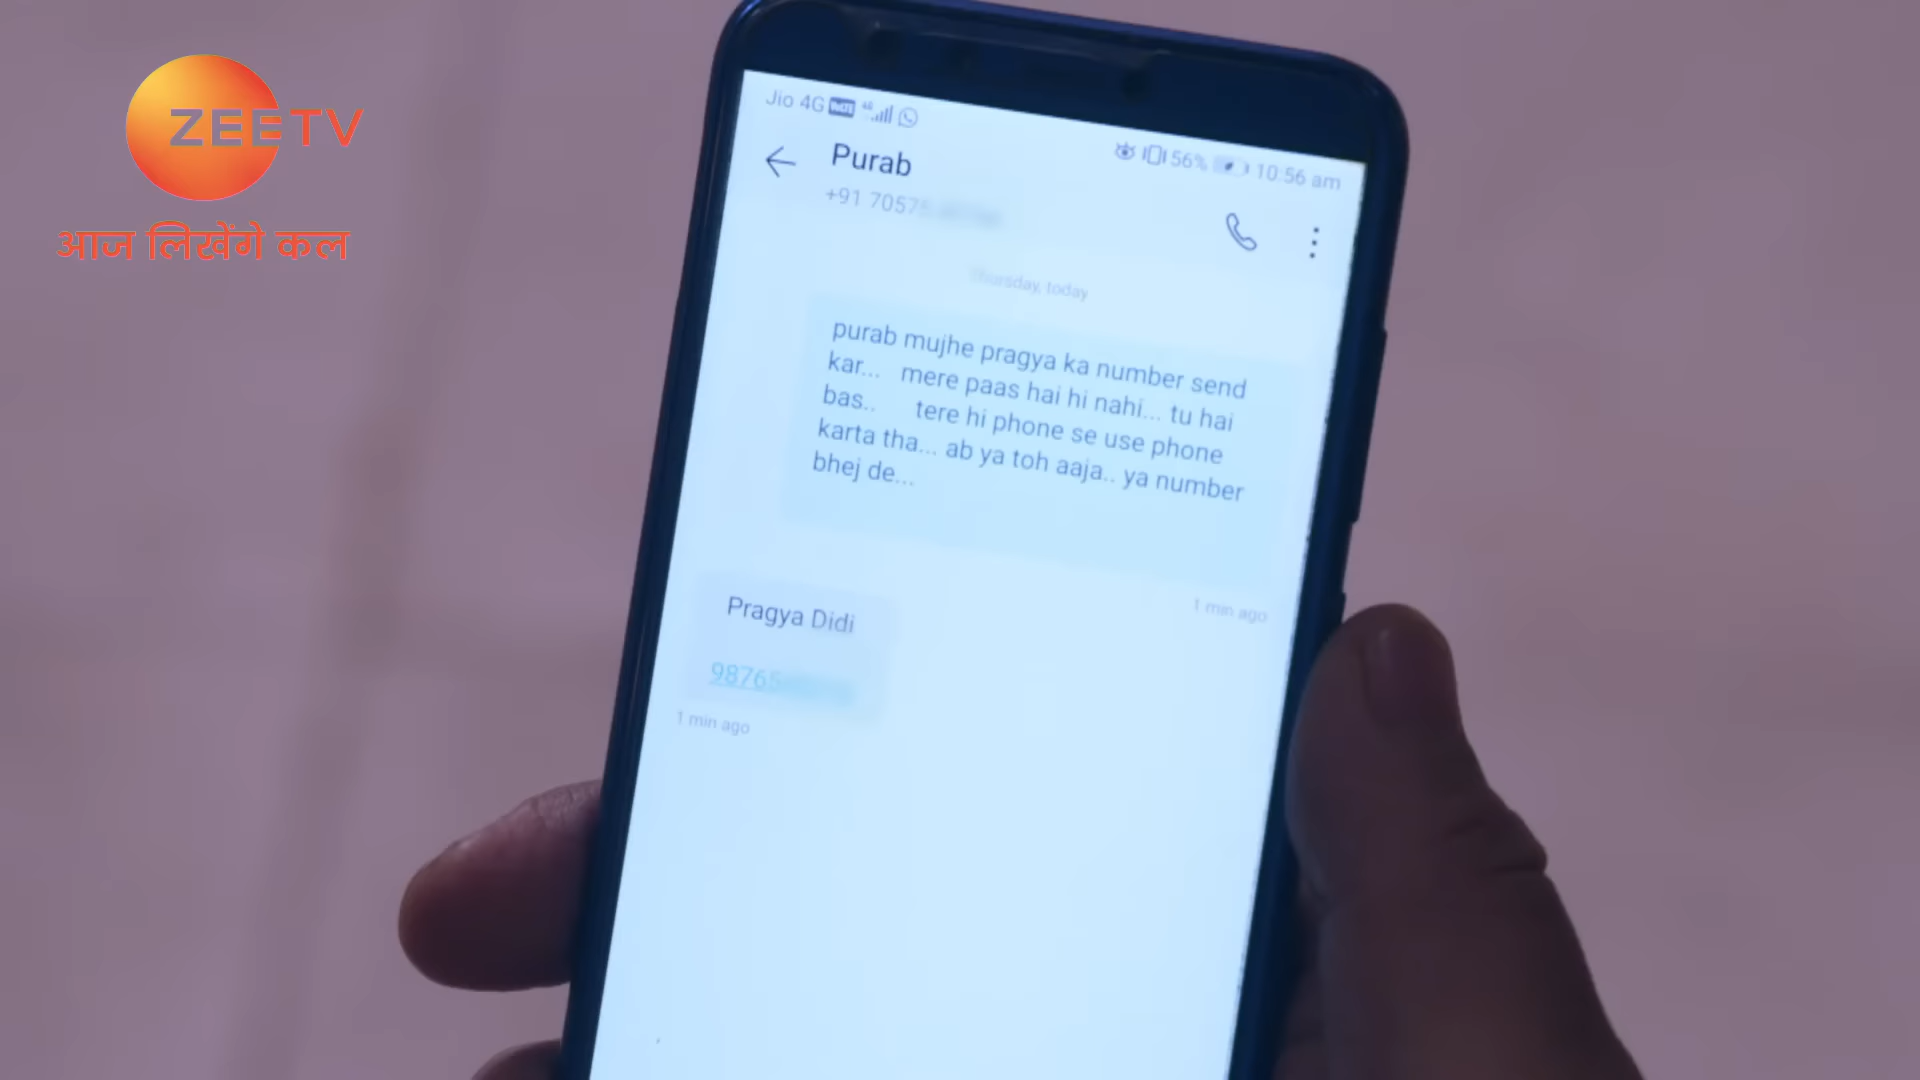 ZEETV
आज लिखेंगे कल
Jio 4G VoLTE 56% 10:56 am
Purab
+91 70575
Thursday, today
purab mujhe pragya ka number send
kar... mere paas hai hi nahi... tu hai
bas.. tere hi phone se use phone
karta tha... ab ya toh aaja.. ya number
bhej de...
1 min ago
Pragya Didi
98765
1 min ago